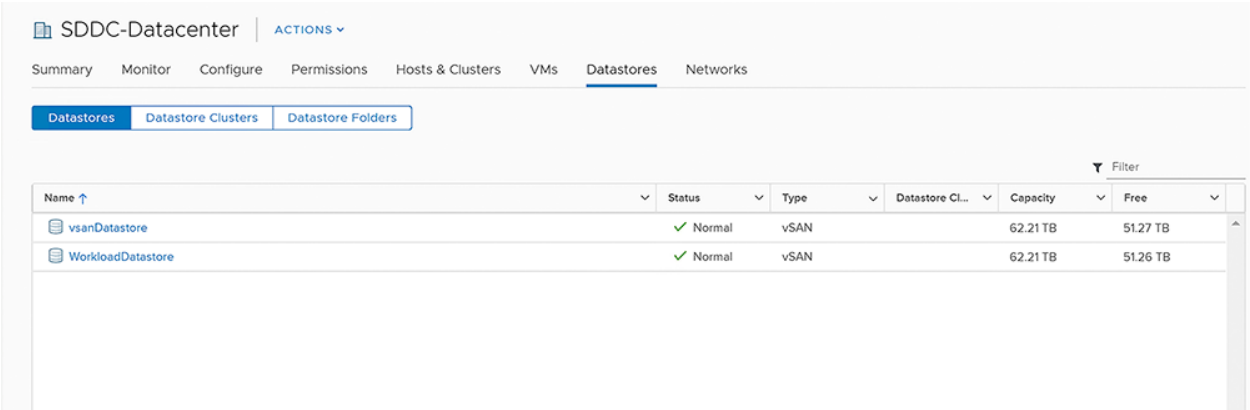 SDDC-Datacenter ACTIONS
Summary Monitor Configure Permissions Hosts & Clusters VMs Datastores Networks
Datastores Datastore Clusters Datastore Folders
Filter
Name Status Type Datastore Cl... Capacity Free
vsanDatastore Normal vSAN 62.21 TB 51.27 TB
WorkloadDatastore Normal vSAN 62.21 TB 51.26 TB